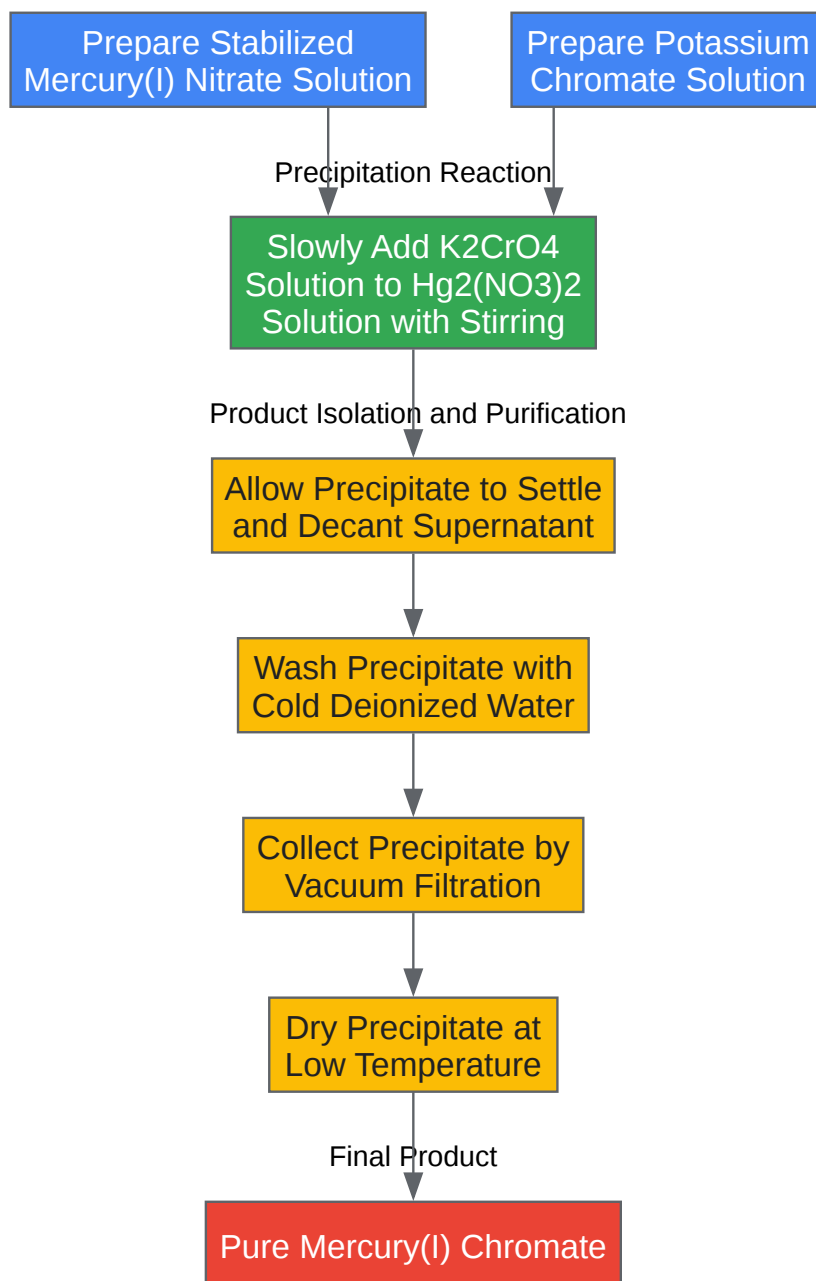 Prepare Stabilized
Mercury(I) Nitrate Solution
Prepare Potassium
Chromate Solution
Precipitation Reaction
Slowly Add K2CrO4
Solution to Hg2(NO3)2
Solution with Stirring
Product Isolation and Purification
Allow Precipitate to Settle
and Decant Supernatant
Wash Precipitate with
Cold Deionized Water
Collect Precipitate by
Vacuum Filtration
Dry Precipitate at
Low Temperature
Final Product
Pure Mercury(I) Chromate